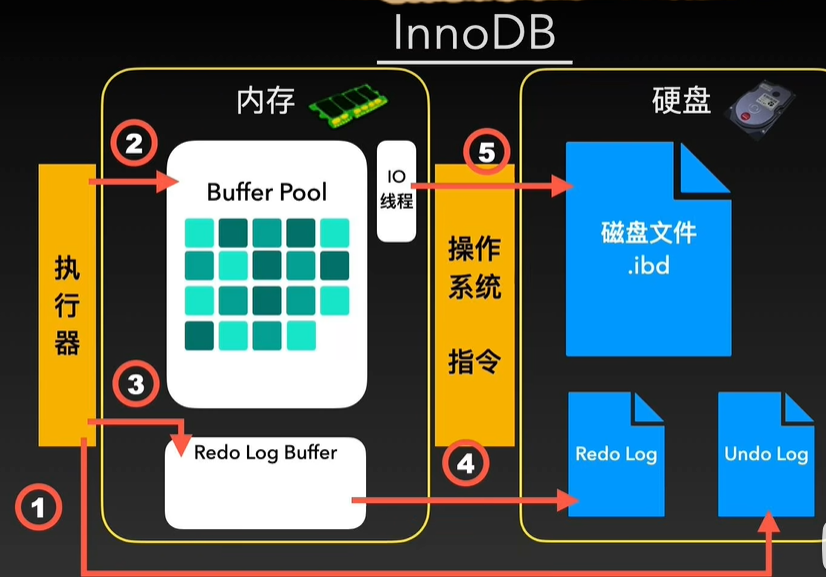 InnoDB
内存
硬盘
2
5
Buffer Pool
IO
线程
执
行
器
操作
系统
指令
磁盘文件
.ibd
3
Redo Log Buffer
4
Redo Log
Undo Log
1